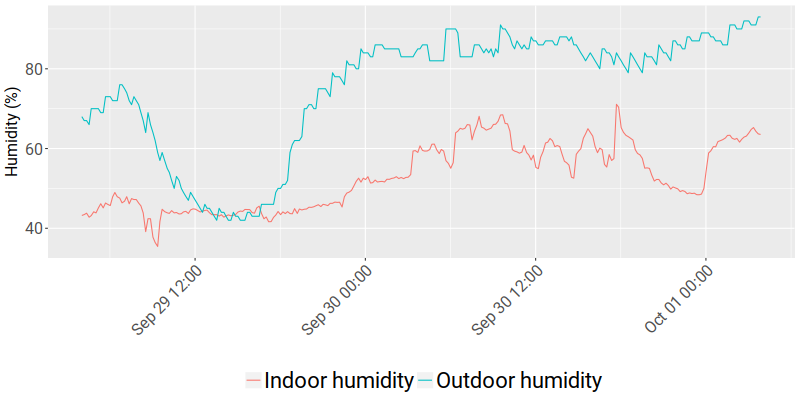 Humidity (%)
80
60
40
Sep 29 12:00
Sep 30 00:00
Sep 30 12:00
Oct 01 00:00
Indoor humidity Outdoor humidity